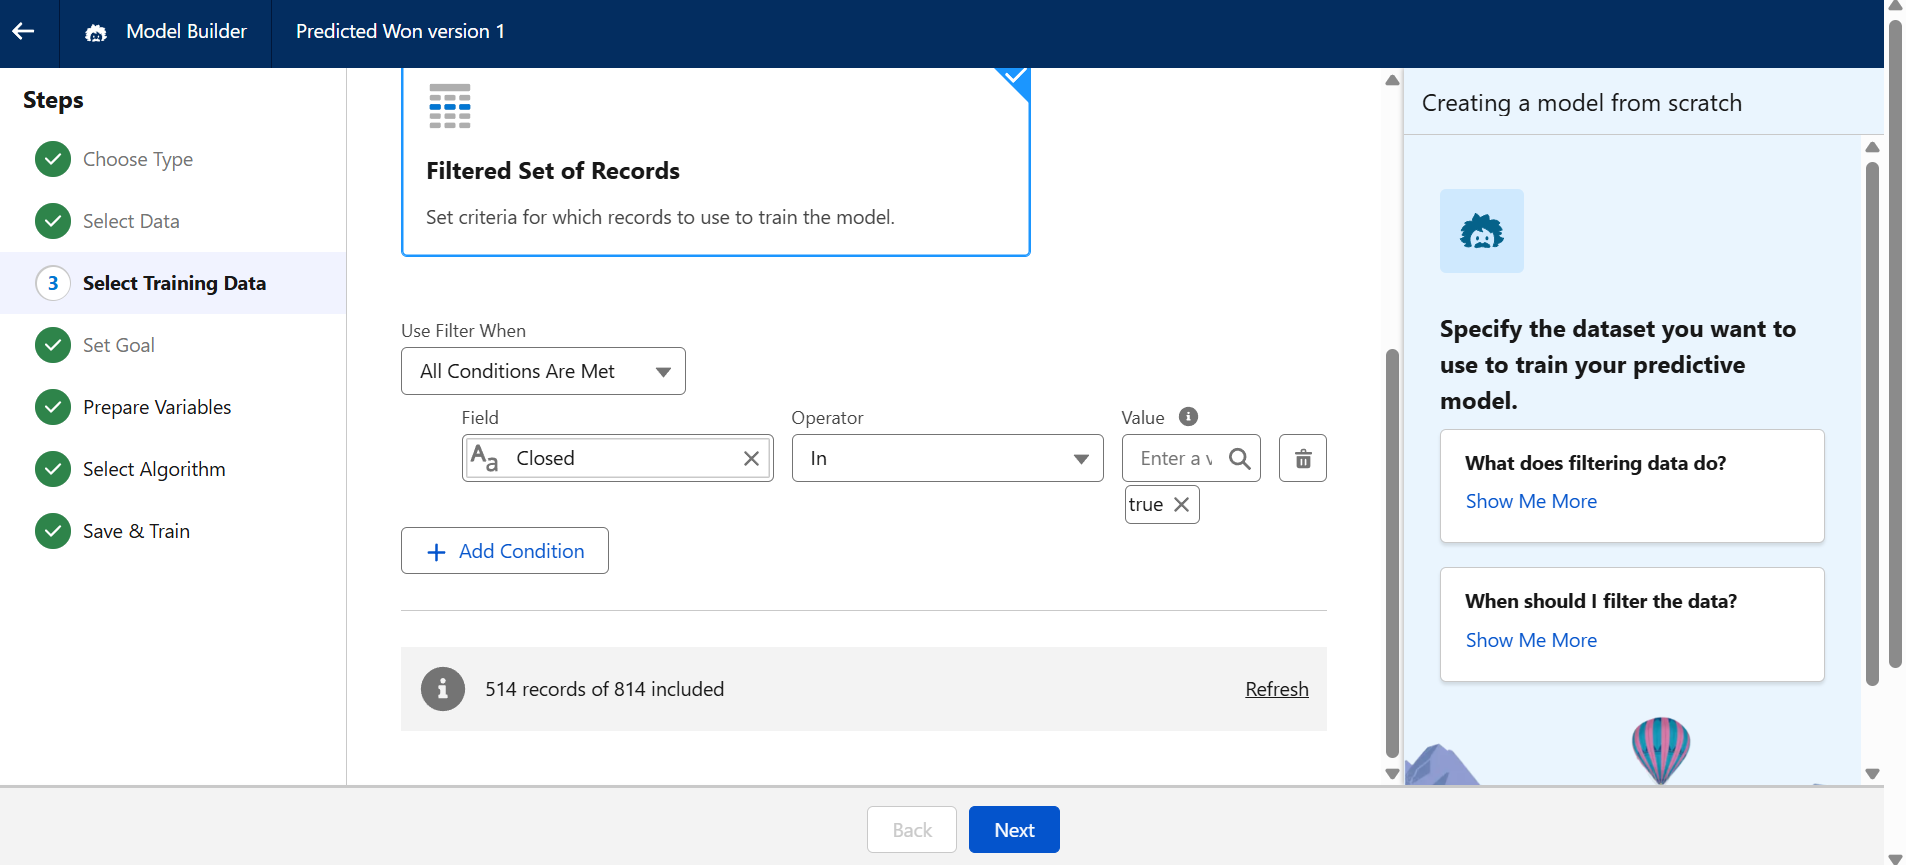 Model Builder
Predicted Won version 1
Steps
Choose Type
Select Data
3 Select Training Data
Set Goal
Prepare Variables
Select Algorithm
Save & Train
Filtered Set of Records
Set criteria for which records to use to train the model.
Use Filter When
All Conditions Are Met
Field Operator Value
Aa Closed In Enter a v
true
+ Add Condition
514 records of 814 included Refresh
Back Next
Creating a model from scratch
Specify the dataset you want to
use to train your predictive
model.
What does filtering data do?
Show Me More
When should I filter the data?
Show Me More